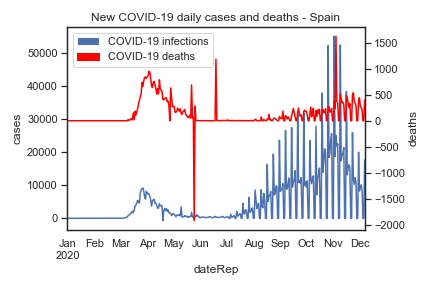 New COVID-19 daily cases and deaths - Spain
COVID-19 infections
COVID-19 deaths
cases
50000
40000
30000
20000
10000
0
deaths
1500
1000
500
0
−500
−1000
−1500
−2000
Jan Feb Mar Apr May Jun Jul Aug Sep Oct Nov Dec
2020
dateRep